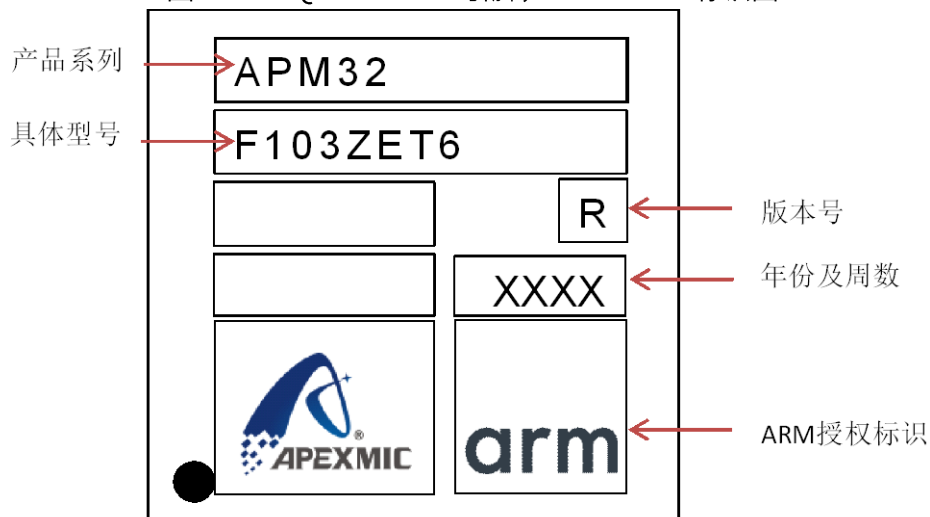 产品系列
APM32
具体型号
F103ZET6
R
版本号
XXXX
年份及周数
APEXMIC
®
arm
ARM授权标识